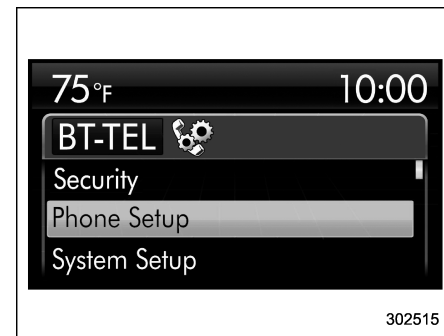 75°F 10:00
BT-TEL
Security
Phone Setup
System Setup
302515